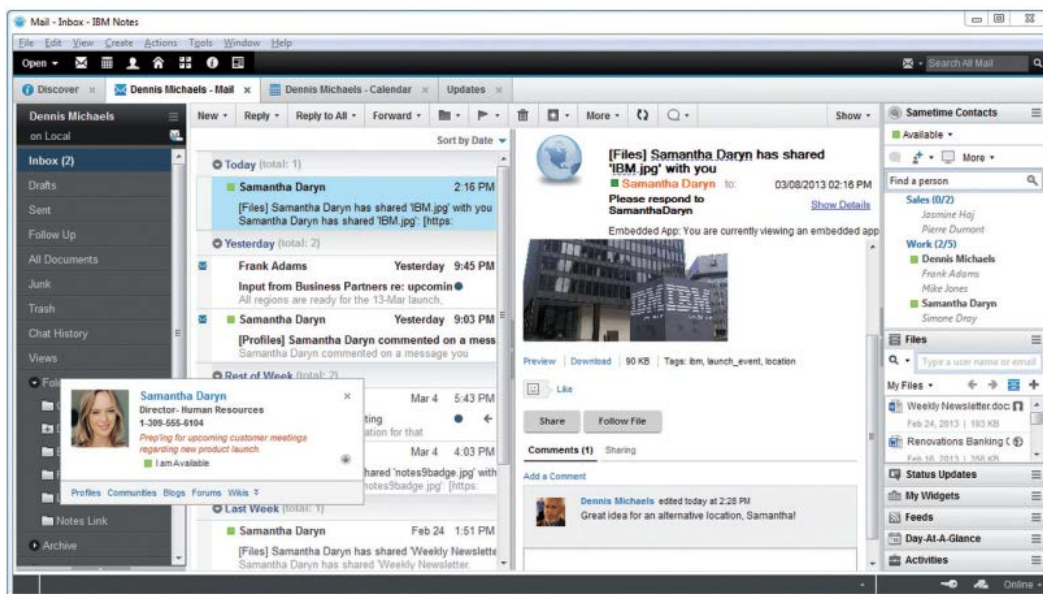 Mail - Inbox - IBM Notes
File Edit View Create Actions Tools Window Help
Open
Search All Mail
Discover
Dennis Michaels - Mail
Dennis Michaels - Calendar
Updates
Dennis Michaels
on Local
Inbox (2)
Drafts
Sent
Follow Up
All Documents
Junk
Trash
Chat History
Views
Notes Link
Archive
New Reply Reply to All Forward More Show
Sort by Date
Today (total: 1)
Samantha Daryn 2:16 PM
[Files] Samantha Daryn has shared 'IBM.jpg' with you
Samantha Daryn has shared 'IBM.jpg': [https:
Yesterday (total: 2)
Frank Adams Yesterday 9:45 PM
Input from Business Partners re: upcomin
All regions are ready for the 13-Mar launch,
Samantha Daryn Yesterday 9:03 PM
[Profiles] Samantha Daryn commented on a mess
Samantha Daryn commented on a message you
Rest of Week (total: 2)
Mar 4 5:43 PM
ting
ation for that
Mar 4 4:03 PM
shared 'notes9badge.jpg' with
notes9badge.jpg': [https:
Last Week (total: 1)
Samantha Daryn Feb 24 1:51 PM
[Files] Samantha Daryn has shared 'Weekly Newslette
Samantha Daryn has shared 'Weekly Newsletter.
Samantha Daryn
Director- Human Resources
1-309-555-6104
Prep'ing for upcoming customer meetings
regarding new product launch.
I am Available
Profiles Communities Blogs Forums Wikis
[Files] Samantha Daryn has shared
'IBM.jpg' with you
Samantha Daryn to: 03/08/2013 02:16 PM
Please respond to
SamanthaDaryn
Show Details
Embedded App: You are currently viewing an embedded app
IBM IBM
Preview Download 90 KB Tags: ibm, launch_event, location
Like
Share
Follow File
Comments (1) Sharing
Add a Comment
Dennis Michaels edited today at 2:28 PM
Great idea for an alternative location, Samantha!
Sametime Contacts
Available
More
Find a person
Sales (0/2)
Jasmine Haj
Pierre Dumont
Work (2/5)
Dennis Michaels
Frank Adams
Mike Jones
Samantha Daryn
Simone Dray
Files
Type a user name or email
My Files
Weekly Newsletter.doc
Feb 24, 2013 | 193 KB
Renovations Banking
Feb 16, 2013 | 358 KB
Status Updates
My Widgets
Feeds
Day-At-A-Glance
Activities
Online